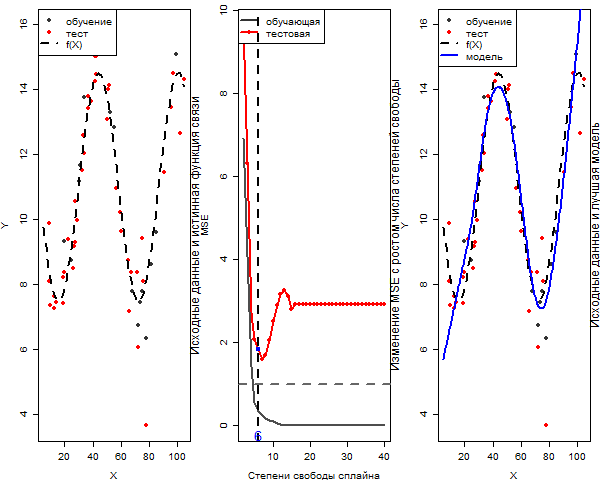 обучение
тест
f(X)
4
6
8
10
12
14
16
Y
20
40
60
80
100
X
Исходные данные и истинная функция связи
обучающая
тестовая
0
2
4
6
8
10
MSE
6
10
20
30
40
Степени свободы сплайна
Изменение MSE с ростом числа степеней свободы
обучение
тест
f(X)
модель
4
6
8
10
12
14
16
Y
20
40
60
80
100
X
Исходные данные и лучшая модель